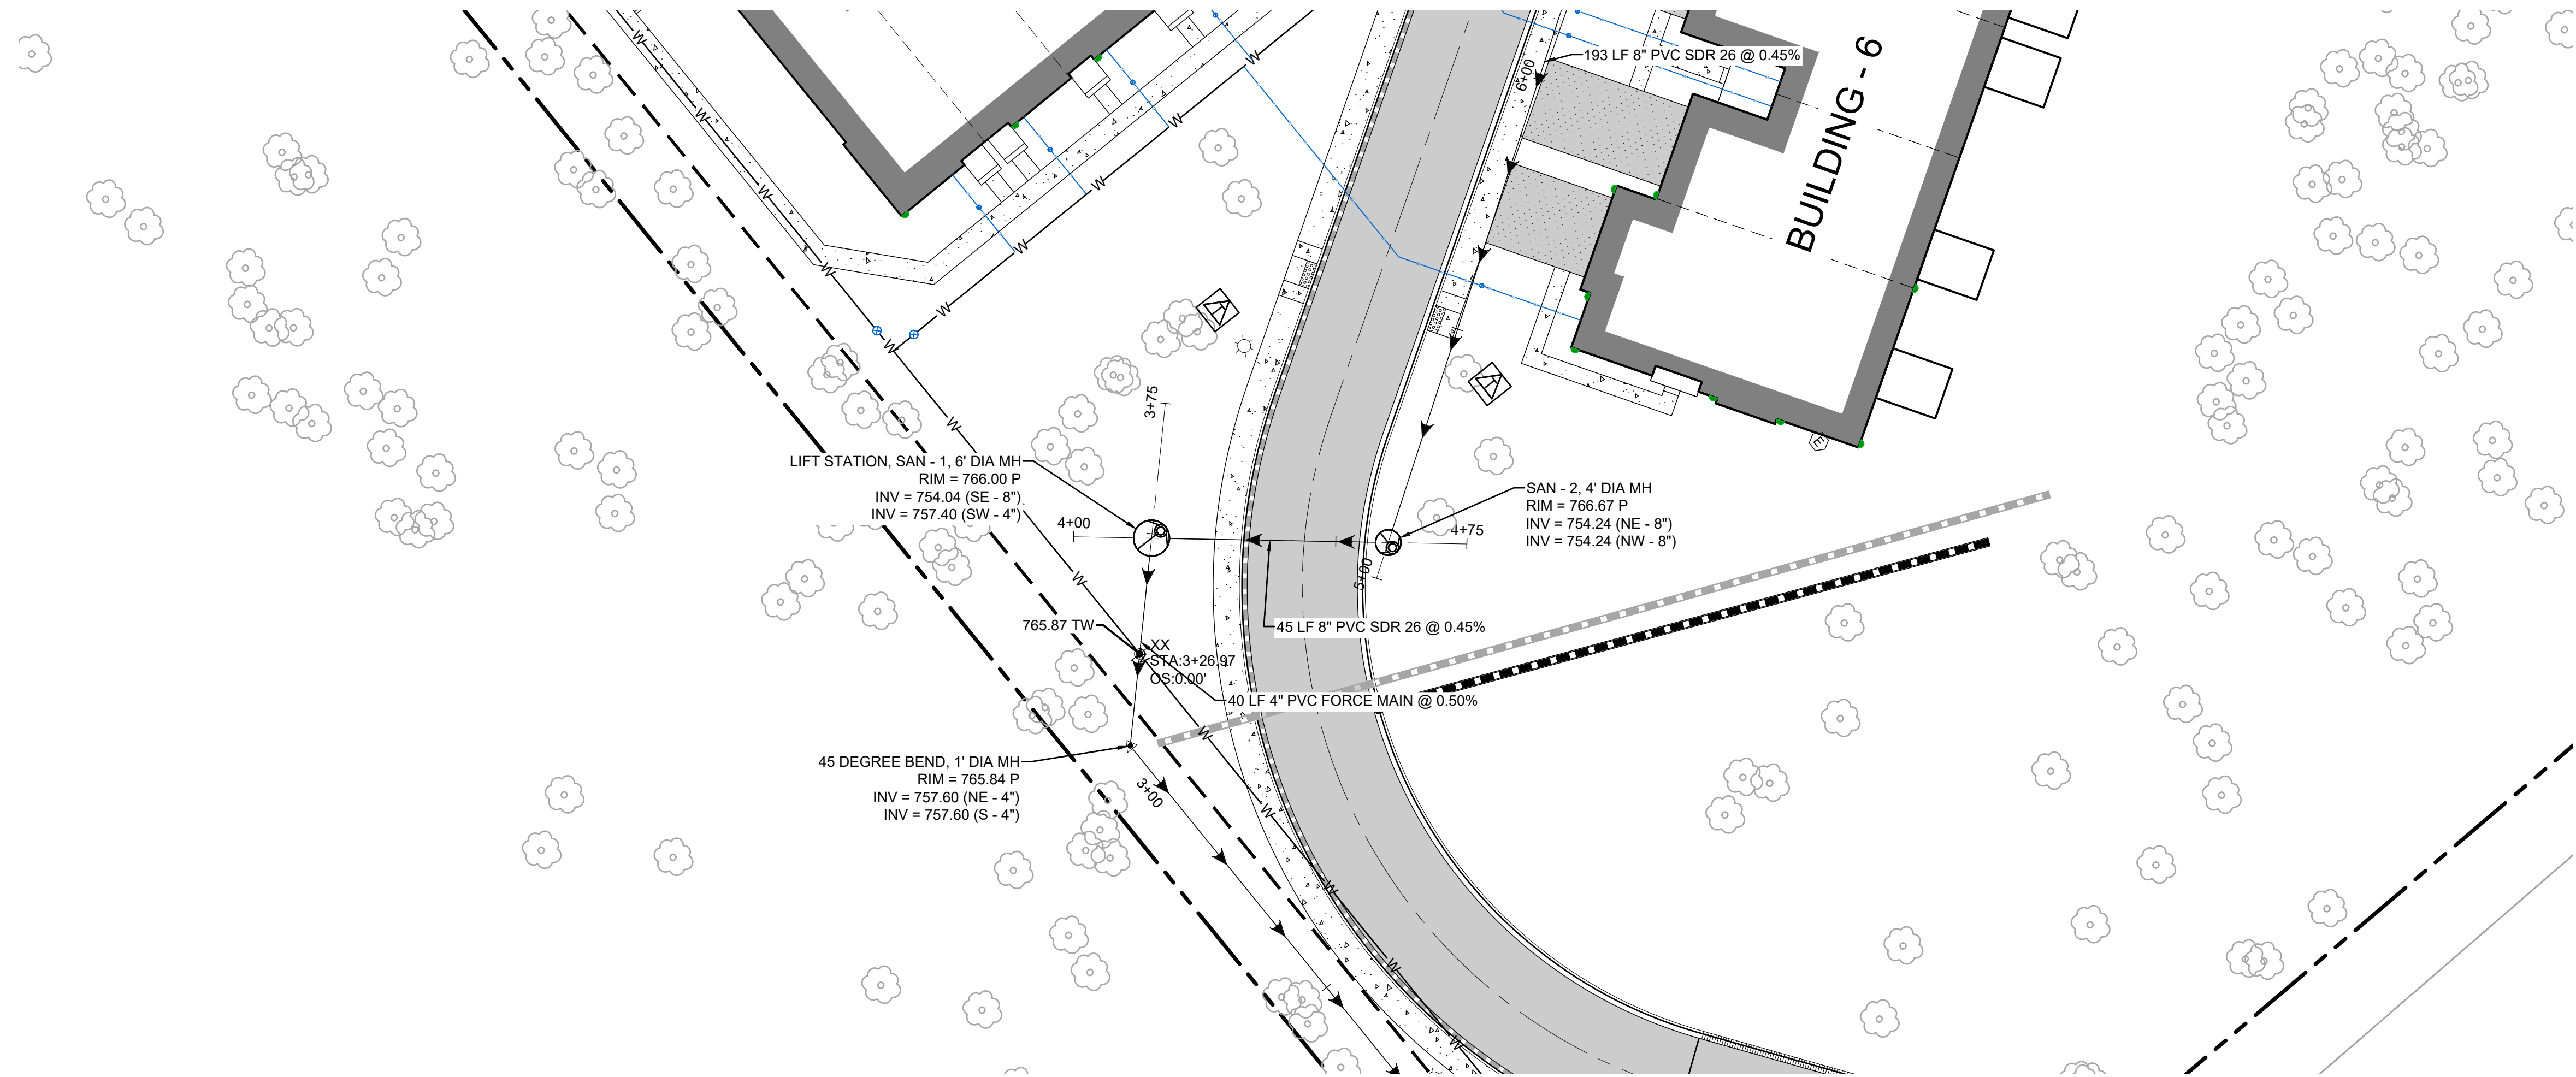 193 LF 8" PVC SDR 26 @ 0.45%
6+00
BUILDING - 6
W
W
W
W
W
W
W
W
W
W
3+75
E
LIFT STATION, SAN - 1, 6' DIA MH
RIM = 766.00 P
INV = 754.04 (SE - 8")
INV = 757.40 (SW - 4")
4+00
SAN - 2, 4' DIA MH
RIM = 766.67 P
INV = 754.24 (NE - 8")
INV = 754.24 (NW - 8")
4+75
5+00
W
765.87 TW
45 LF 8" PVC SDR 26 @ 0.45%
XX
STA:3+26.97
OS:0.00'
40 LF 4" PVC FORCE MAIN @ 0.50%
W
45 DEGREE BEND, 1' DIA MH
RIM = 765.84 P
INV = 757.60 (NE - 4")
INV = 757.60 (S - 4")
3+00
W
W
W
W